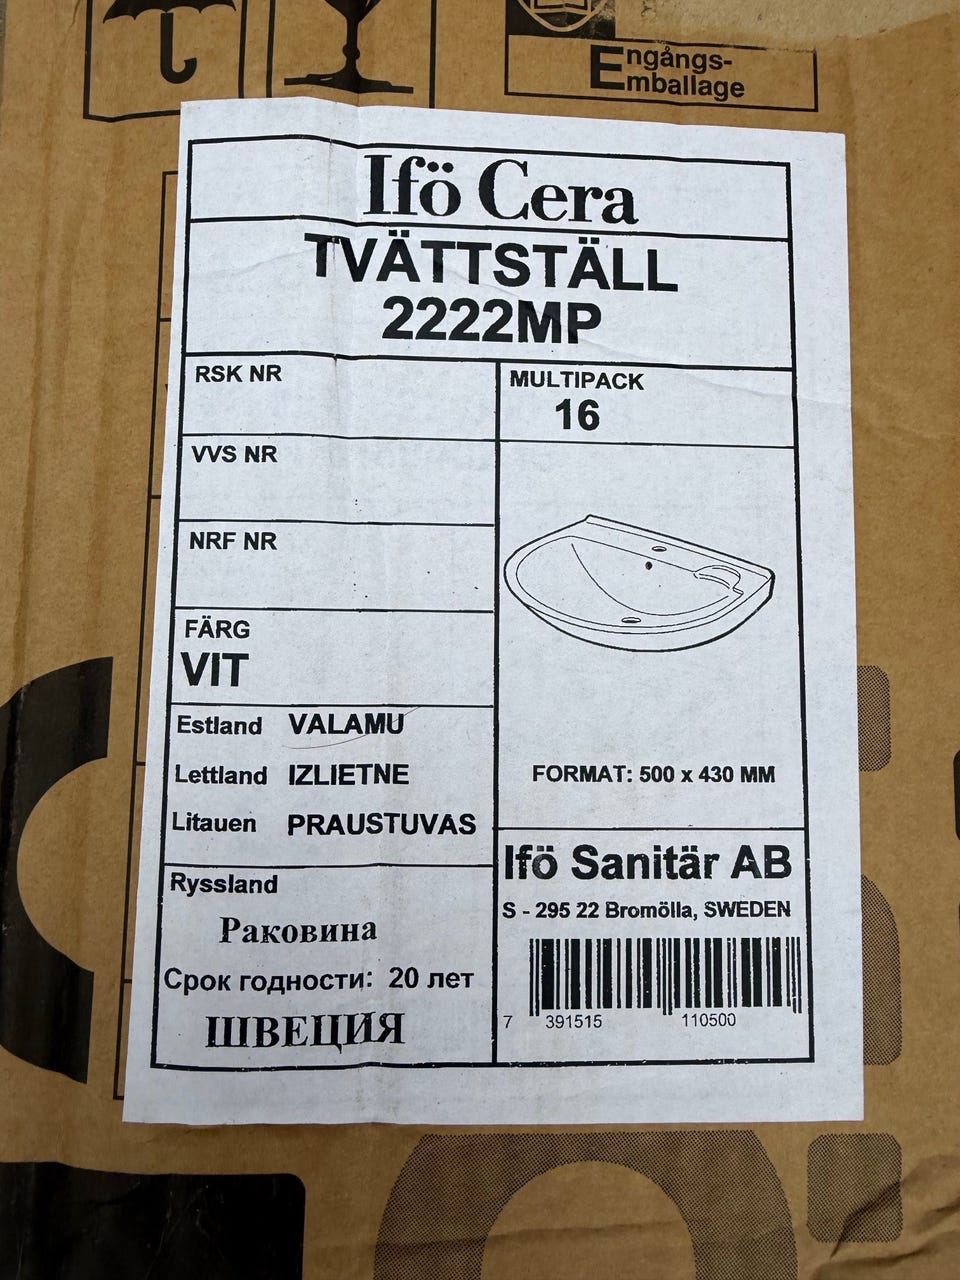 Engångs-
Emballage
Ifö Cera
TVÄTTSTÄLL
2222MP
RSK NR
MULTIPACK
16
VVS NR
NRF NR
FÄRG
VIT
Estland VALAMU
Lettland IZLIETNE
Litauen PRAUSTUVAS
FORMAT: 500 x 430 MM
Ryssland
Раковина
Срок годности: 20 лет
ШВЕЦИЯ
Ifö Sanitär AB
S - 295 22 Bromölla, SWEDEN
7 391515 110500